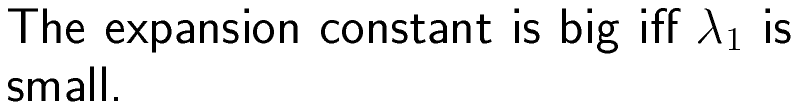 The expansion constant is big iff λ₁ is
small.